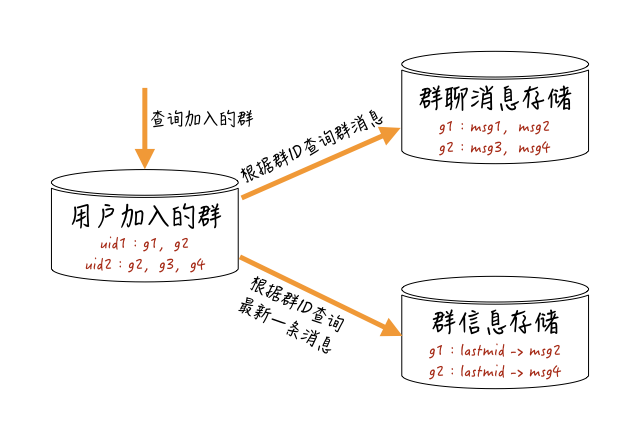 查询加入的群
用户加入的群
uid1：g1，g2
uid2：g2，g3，g4
根据群ID查询群消息
群聊消息存储
g1：msg1，msg2
g2：msg3，msg4
根据群ID查询
最新一条消息
群信息存储
g1：lastmid -> msg2
g2：lastmid -> msg4